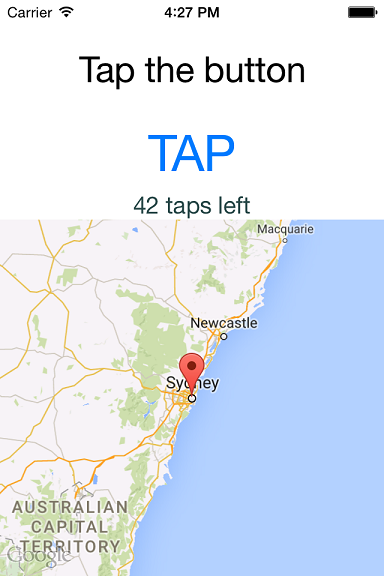 Carrier 4:27 PM
Tap the button
TAP
42 taps left
Macquarie
Newcastle
Sydney
AUSTRALIAN
CAPITAL
TERRITORY
Google